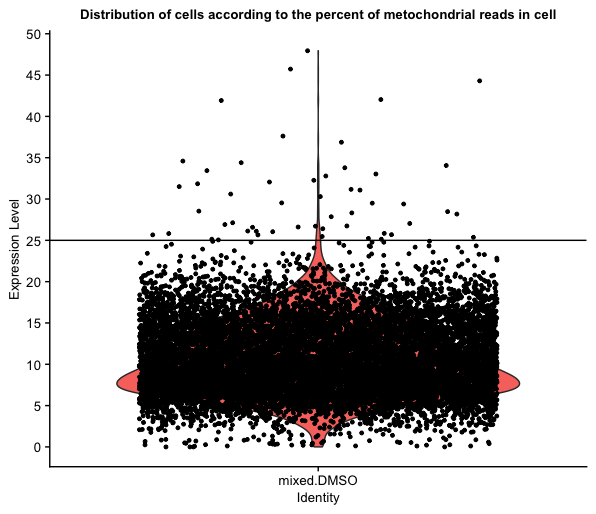 Distribution of cells according to the percent of metochondrial reads in cell
Expression Level
50
45
40
35
30
25
20
15
10
5
0
mixed.DMSO
Identity